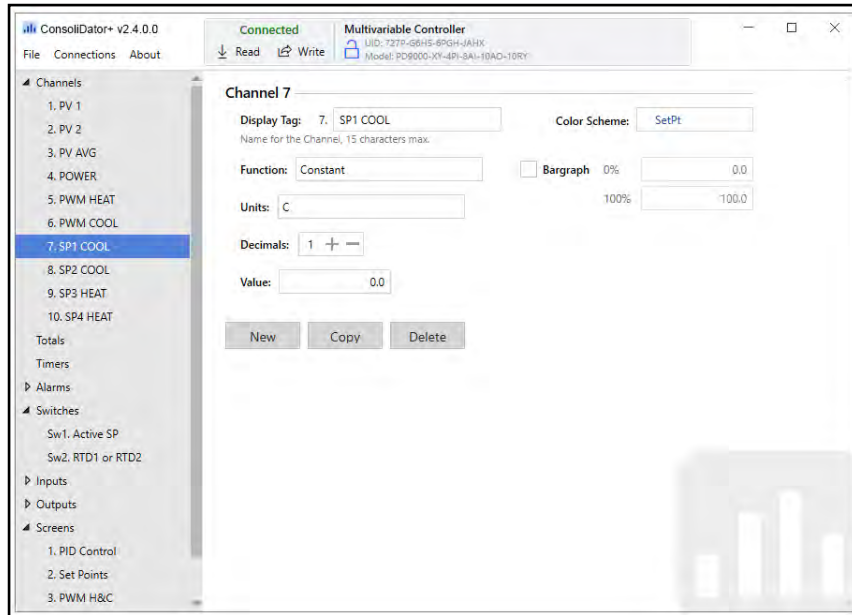 ConsoliDator+ v2.4.0.0
File Connections About
Connected
Read Write
Multivariable Controller
UID: 727P-G6HS-6PGH-JAHX
Model: PD9000-XY-4PI-8AI-10AO-10RY
Channels
1. PV 1
2. PV 2
3. PV AVG
4. POWER
5. PWM HEAT
6. PWM COOL
7. SP1 COOL
8. SP2 COOL
9. SP3 HEAT
10. SP4 HEAT
Totals
Timers
Alarms
Switches
Sw1. Active SP
Sw2. RTD1 or RTD2
Inputs
Outputs
Screens
1. PID Control
2. Set Points
3. PWM H&C
Channel 7
Display Tag: 7. SP1 COOL
Name for the Channel, 15 characters max.
Color Scheme: SetPt
Function: Constant
Bargraph 0% 0.0
100% 100.0
Units: C
Decimals: 1 + −
Value: 0.0
New Copy Delete